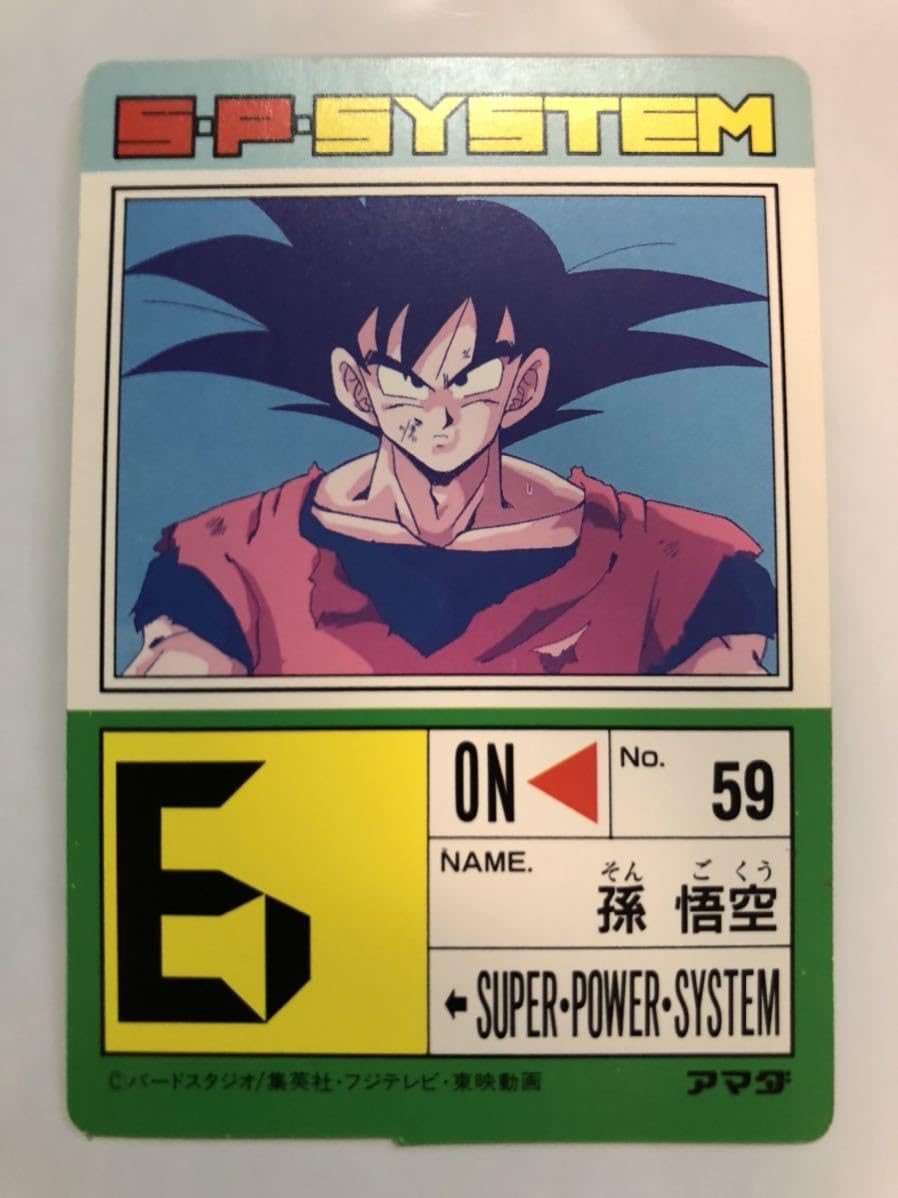 S·P·SYSTEM
ON
No. 59
NAME.
そん ご くう
孫 悟空
SUPER·POWER·SYSTEM
©バードスタジオ/集英社・フジテレビ・東映動画
アマダ